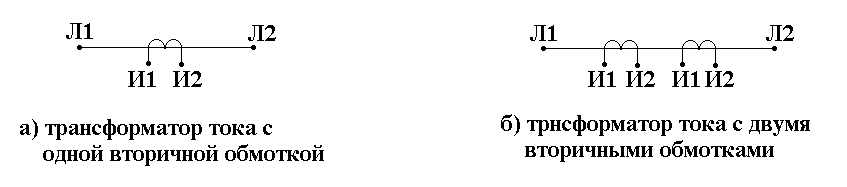 Л1 Л2
И1 И2
а) трансформатор тока с
одной вторичной обмоткой
Л1 Л2
И1 И2 И1 И2
б) трнсформатор тока с двумя
вторичными обмотками